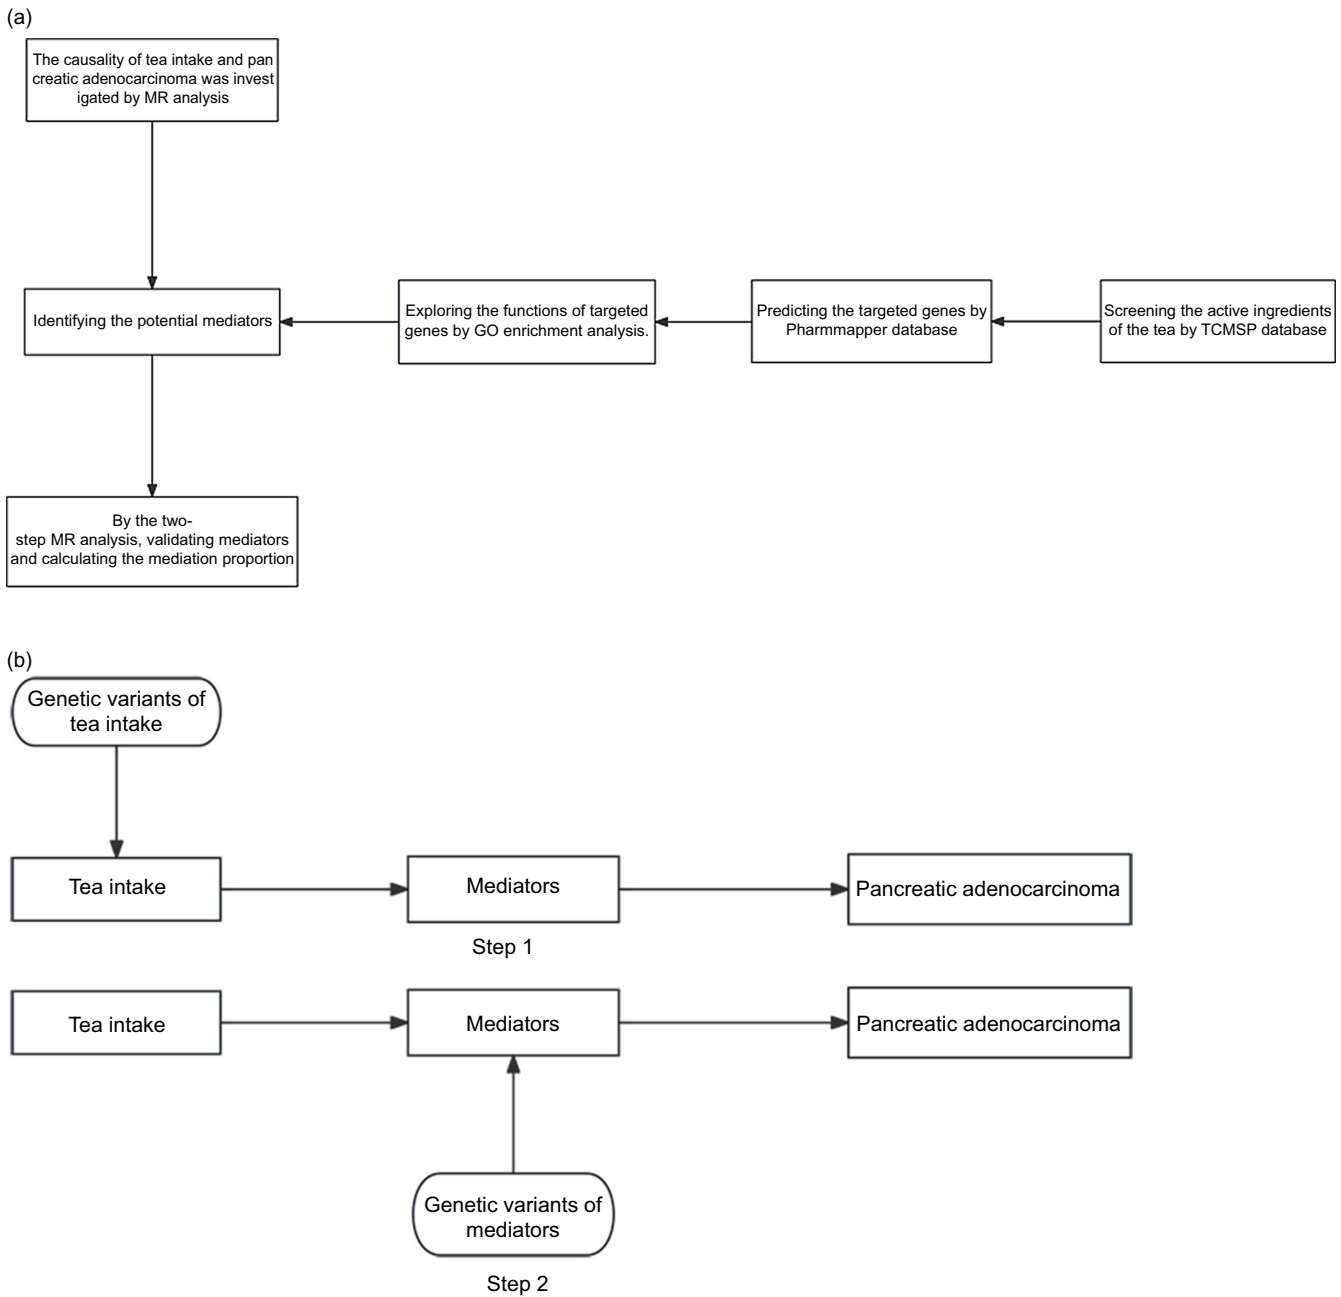 (a)
The causality of tea intake and pan
creatic adenocarcinoma was invest
igated by MR analysis
Identifying the potential mediators
Exploring the functions of targeted
genes by GO enrichment analysis.
Predicting the targeted genes by
Pharmmapper database
Screening the active ingredients
of the tea by TCMSP database
By the two-
step MR analysis, validating mediators
and calculating the mediation proportion
(b)
Genetic variants of
tea intake
Tea intake
Mediators
Pancreatic adenocarcinoma
Step 1
Tea intake
Mediators
Pancreatic adenocarcinoma
Genetic variants of
mediators
Step 2